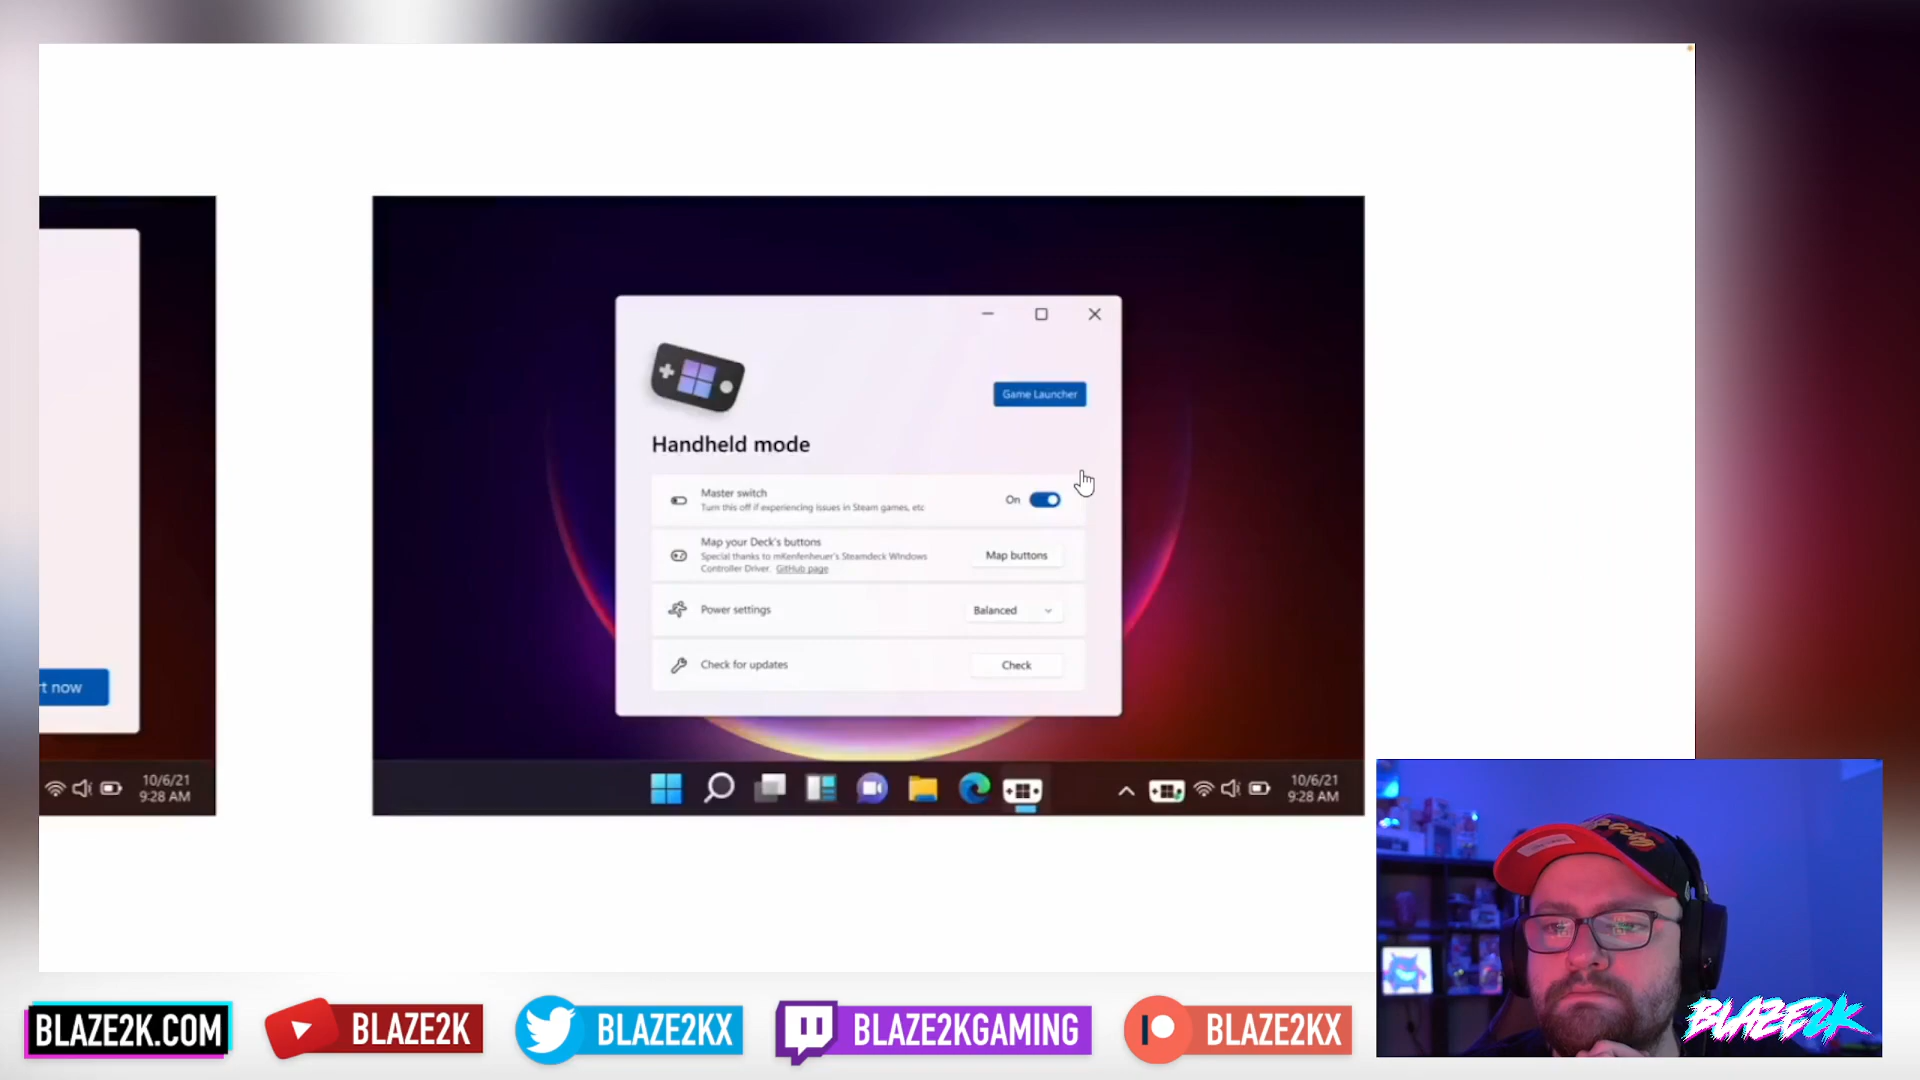 Game Launcher
Handheld mode
Master switch
Turn this off if experiencing issues in Steam games, etc
On
Map your Deck's buttons
Special thanks to mKenfenheuer's Steamdeck Windows
Controller Driver. GitHub page
Map buttons
Power settings
Balanced
Check for updates
Check
rt now
10/6/21
9:28 AM
10/6/21
9:28 AM
BLAZE2K
BLAZE2K.COM
BLAZE2K
BLAZE2KX
BLAZE2KGAMING
BLAZE2KX